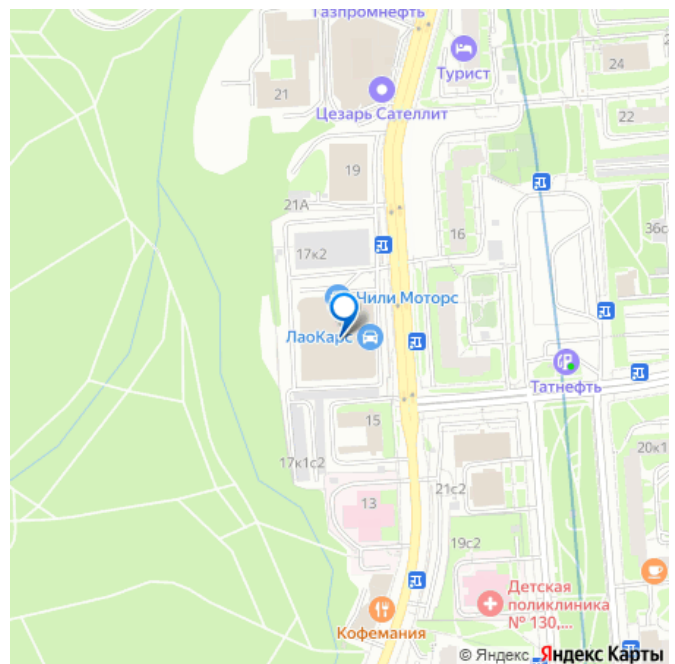 Газпромнефть
Турист
24
21
Цезарь Сателлит
22
19
21А
16
36с
17к2
Чили Моторс
ЛаоКарс
Татнефть
15
20к1
17к1с2
21с2
13
19с2
Детская
поликлиника
№ 130,...
Кофемания
© Яндекс Яндекс Карты